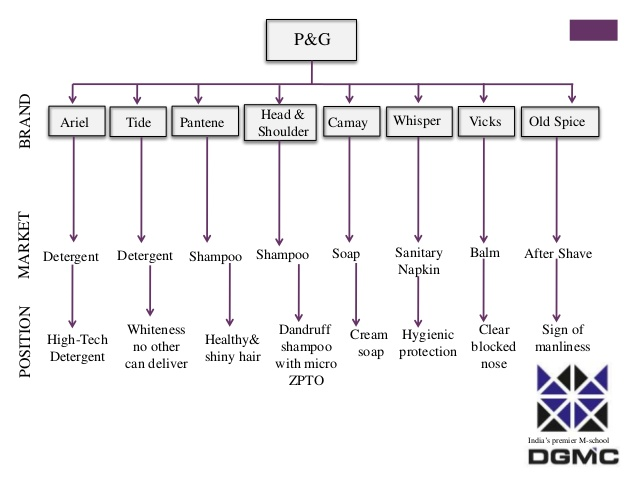 P&G
BRAND
Ariel
Tide
Pantene
Head &
Shoulder
Camay
Whisper
Vicks
Old Spice
MARKET
Detergent
Detergent
Shampoo
Shampoo
Soap
Sanitary
Napkin
Balm
After Shave
POSITION
High-Tech
Detergent
Whiteness
no other
can deliver
Healthy&
shiny hair
Dandruff
shampoo
with micro
ZPTO
Cream
soap
Hygienic
protection
Clear
blocked
nose
Sign of
manliness
India's premier M-school
DGMC